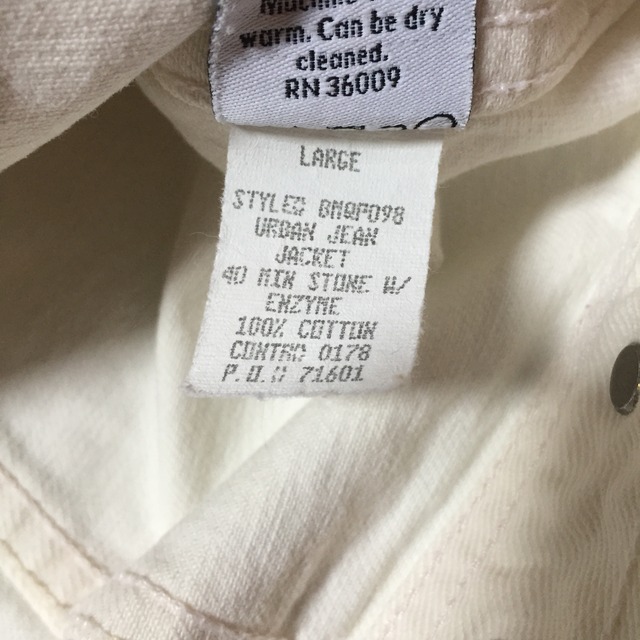 warm. Can be dry
cleaned.
RN 36009
LARGE
STYLE# BNQPD98
URBAN JEAN
JACKET
40 MIN STONE W/
ENZYME
100% COTTON
CONTR# 0178
P.O.# 71601